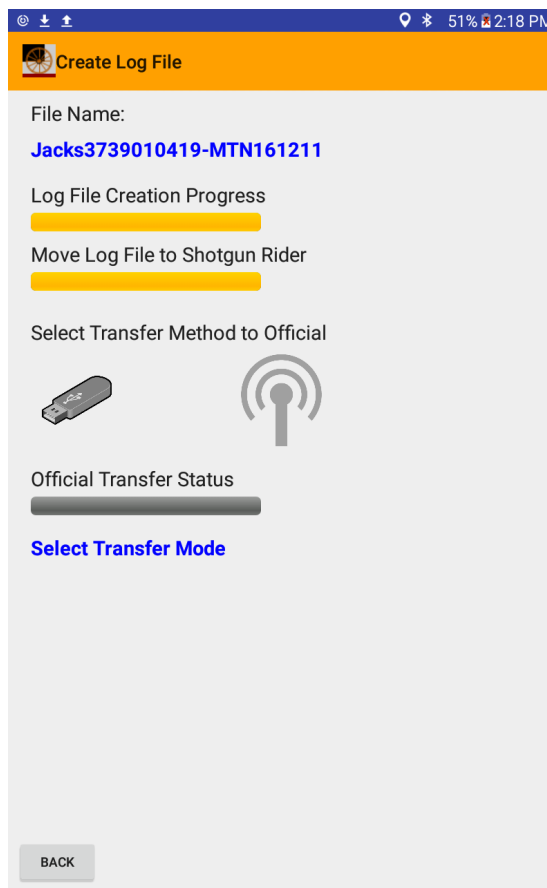 51% 2:18 PM
Create Log File
File Name:
Jacks3739010419-MTN161211
Log File Creation Progress
Move Log File to Shotgun Rider
Select Transfer Method to Official
Official Transfer Status
Select Transfer Mode
BACK